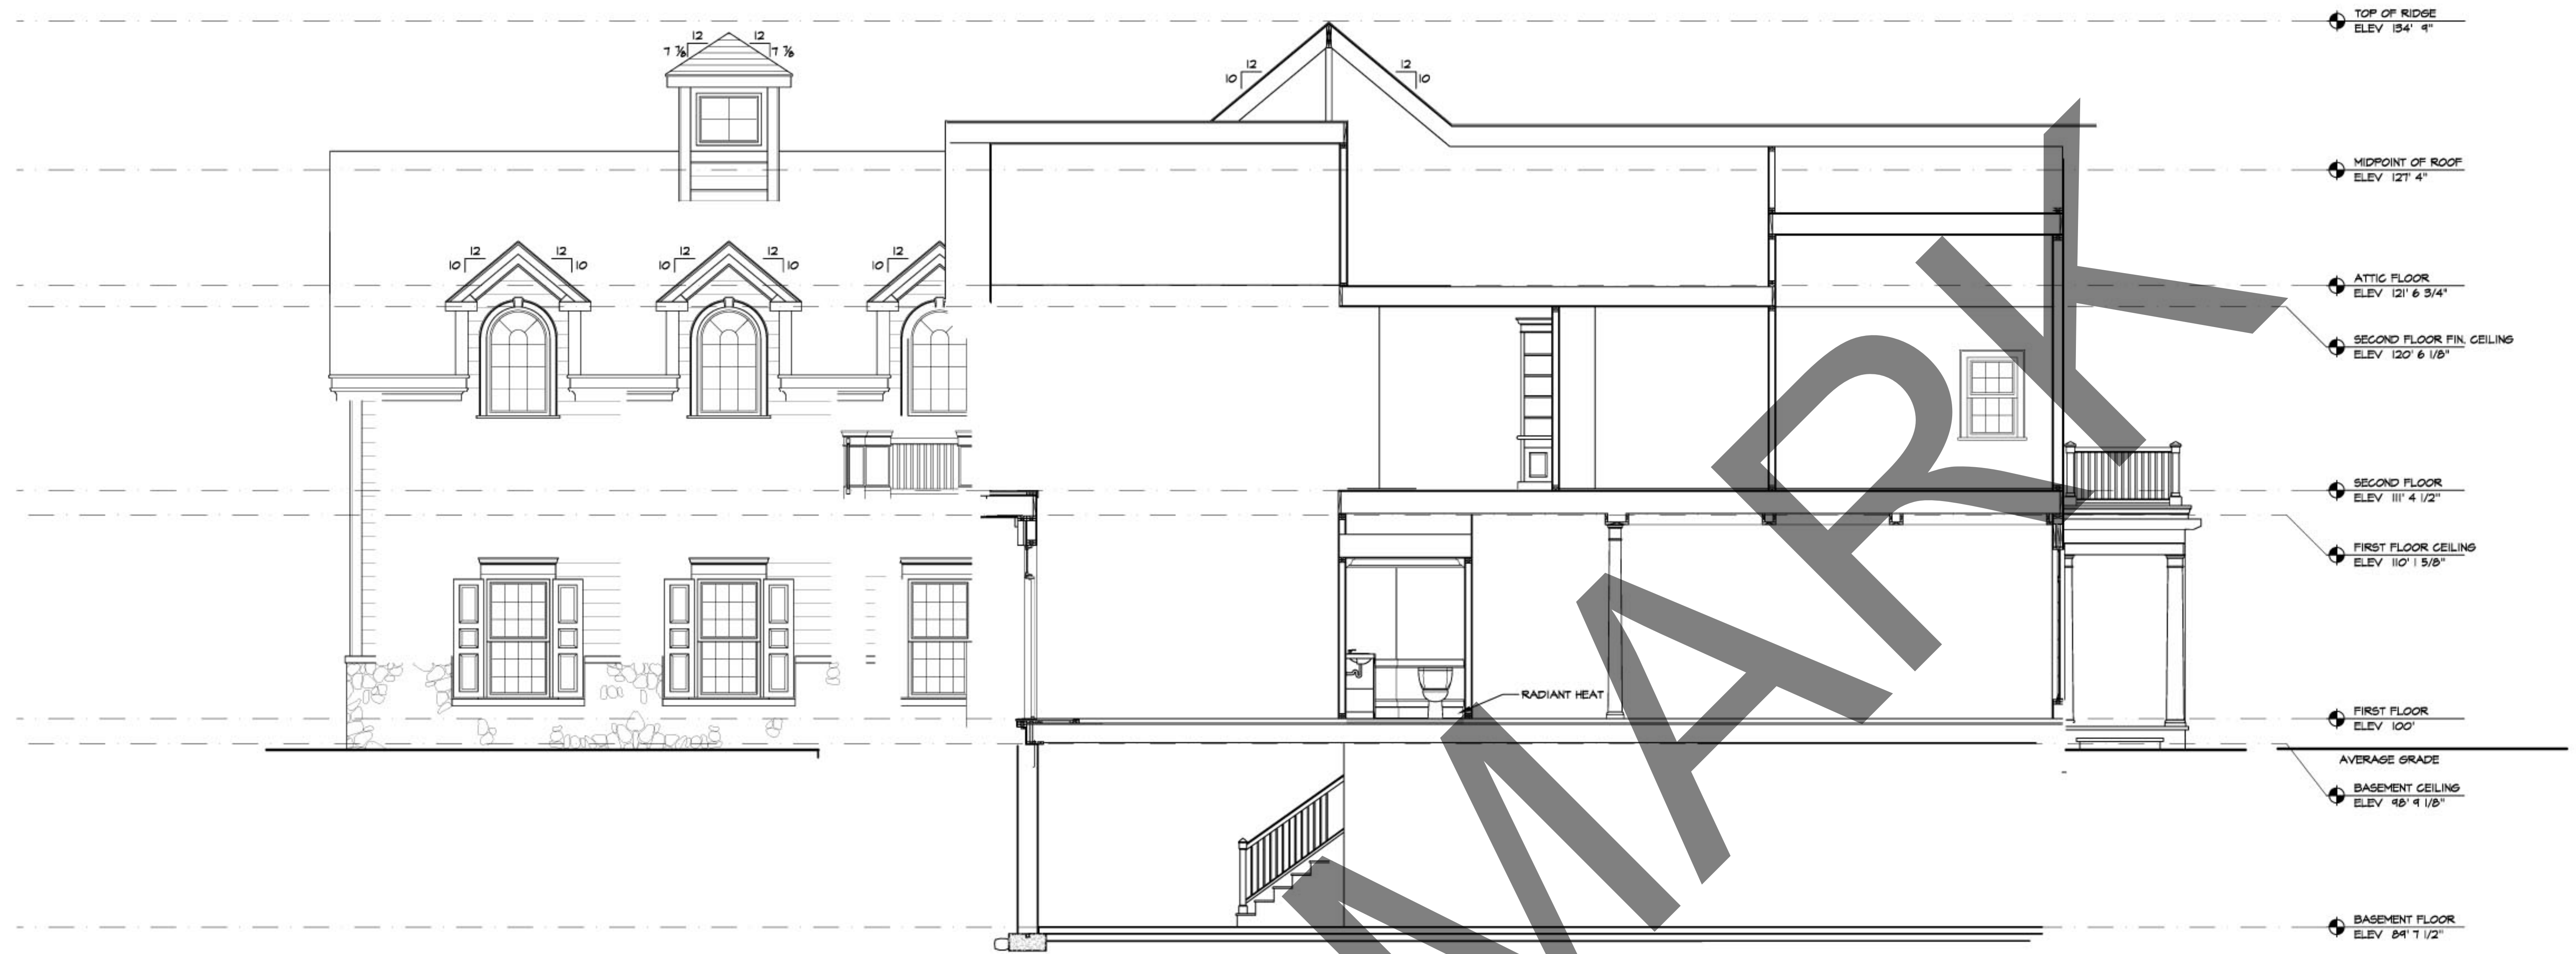 TOP OF RIDGE
ELEV 134' 9"
12 12
7 7/8 7 7/8
12 12
10 10
MIDPOINT OF ROOF
ELEV 127' 4"
12 12 12 12 12
10 10 10 10 10
ATTIC FLOOR
ELEV 121' 6 3/4"
SECOND FLOOR FIN. CEILING
ELEV 120' 6 1/8"
SECOND FLOOR
ELEV 111' 4 1/2"
FIRST FLOOR CEILING
ELEV 110' 1 5/8"
RADIANT HEAT
FIRST FLOOR
ELEV 100'
AVERAGE GRADE
BASEMENT CEILING
ELEV 98' 9 1/8"
BASEMENT FLOOR
ELEV 89' 7 1/2"
MARK